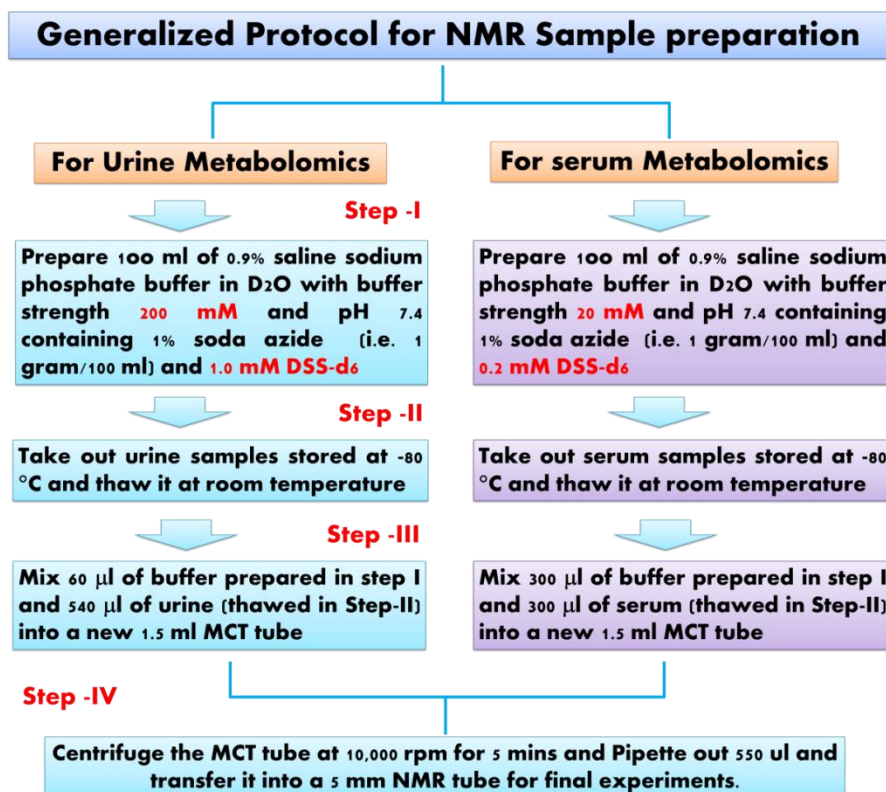 Generalized Protocol for NMR Sample preparation
For Urine Metabolomics
For serum Metabolomics
Step -I
Prepare 100 ml of 0.9% saline sodium
phosphate buffer in D2O with buffer
strength 200 mM and pH 7.4
containing 1% soda azide (i.e. 1
gram/100 ml) and 1.0 mM DSS-d6
Prepare 100 ml of 0.9% saline sodium
phosphate buffer in D2O with buffer
strength 20 mM and pH 7.4 containing
1% soda azide (i.e. 1 gram/100 ml) and
0.2 mM DSS-d6
Step -II
Take out urine samples stored at -80
°C and thaw it at room temperature
Take out serum samples stored at -80
°C and thaw it at room temperature
Step -III
Mix 60 μl of buffer prepared in step I
and 540 μl of urine (thawed in Step-II)
into a new 1.5 ml MCT tube
Mix 300 μl of buffer prepared in step I
and 300 μl of serum (thawed in Step-II)
into a new 1.5 ml MCT tube
Step -IV
Centrifuge the MCT tube at 10,000 rpm for 5 mins and Pipette out 550 ul and
transfer it into a 5 mm NMR tube for final experiments.